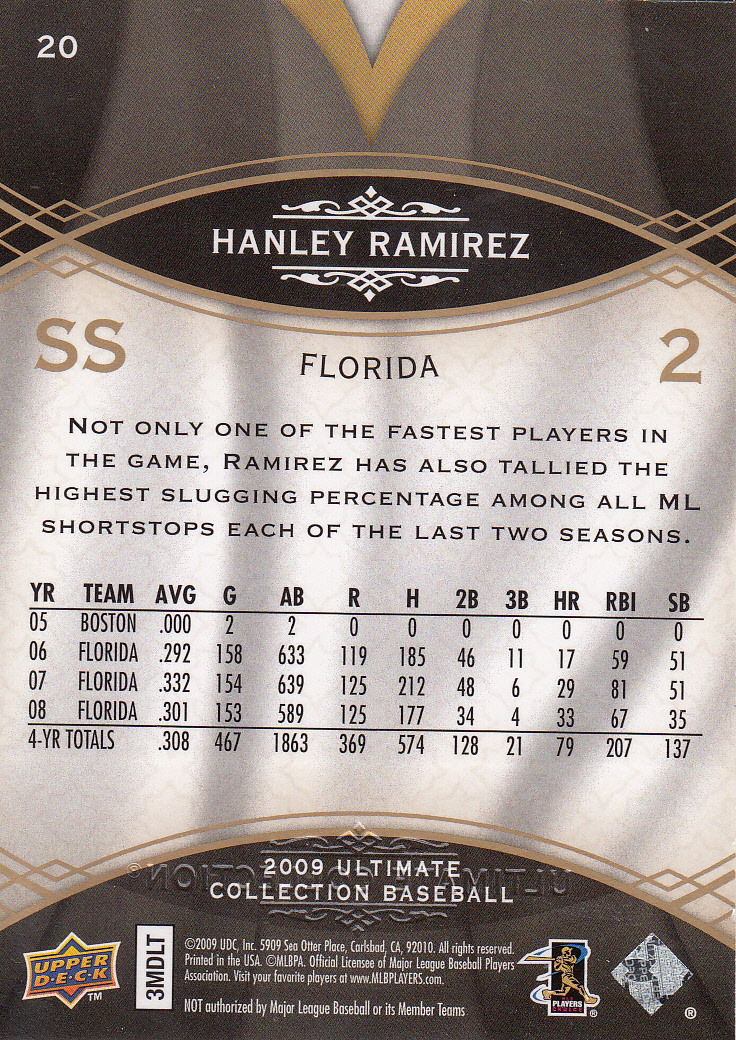 20
HANLEY RAMIREZ
SS
2
FLORIDA
NOT ONLY ONE OF THE FASTEST PLAYERS IN
THE GAME, RAMIREZ HAS ALSO TALLIED THE
HIGHEST SLUGGING PERCENTAGE AMONG ALL ML
SHORTSTOPS EACH OF THE LAST TWO SEASONS.
YR TEAM AVG G AB R H 2B 3B HR RBI SB
05 BOSTON .000 2 2 0 0 0 0 0 0 0
06 FLORIDA .292 158 633 119 185 46 11 17 59 51
07 FLORIDA .332 154 639 125 212 48 6 29 81 51
08 FLORIDA .301 153 589 125 177 34 4 33 67 35
4-YR TOTALS .308 467 1863 369 574 128 21 79 207 137
2009 ULTIMATE
COLLECTION BASEBALL
UPPER
D·E·C·K
TM
3MDLT
©2009 UDC, Inc. 5909 Sea Otter Place, Carlsbad, CA, 92010. All rights reserved.
Printed in the USA. ©MLBPA. Official Licensee of Major League Baseball Players
Association. Visit your favorite players at www.MLBPLAYERS.com.
NOT authorized by Major League Baseball or its Member Teams
PLAYERS
CHOICE
®
®